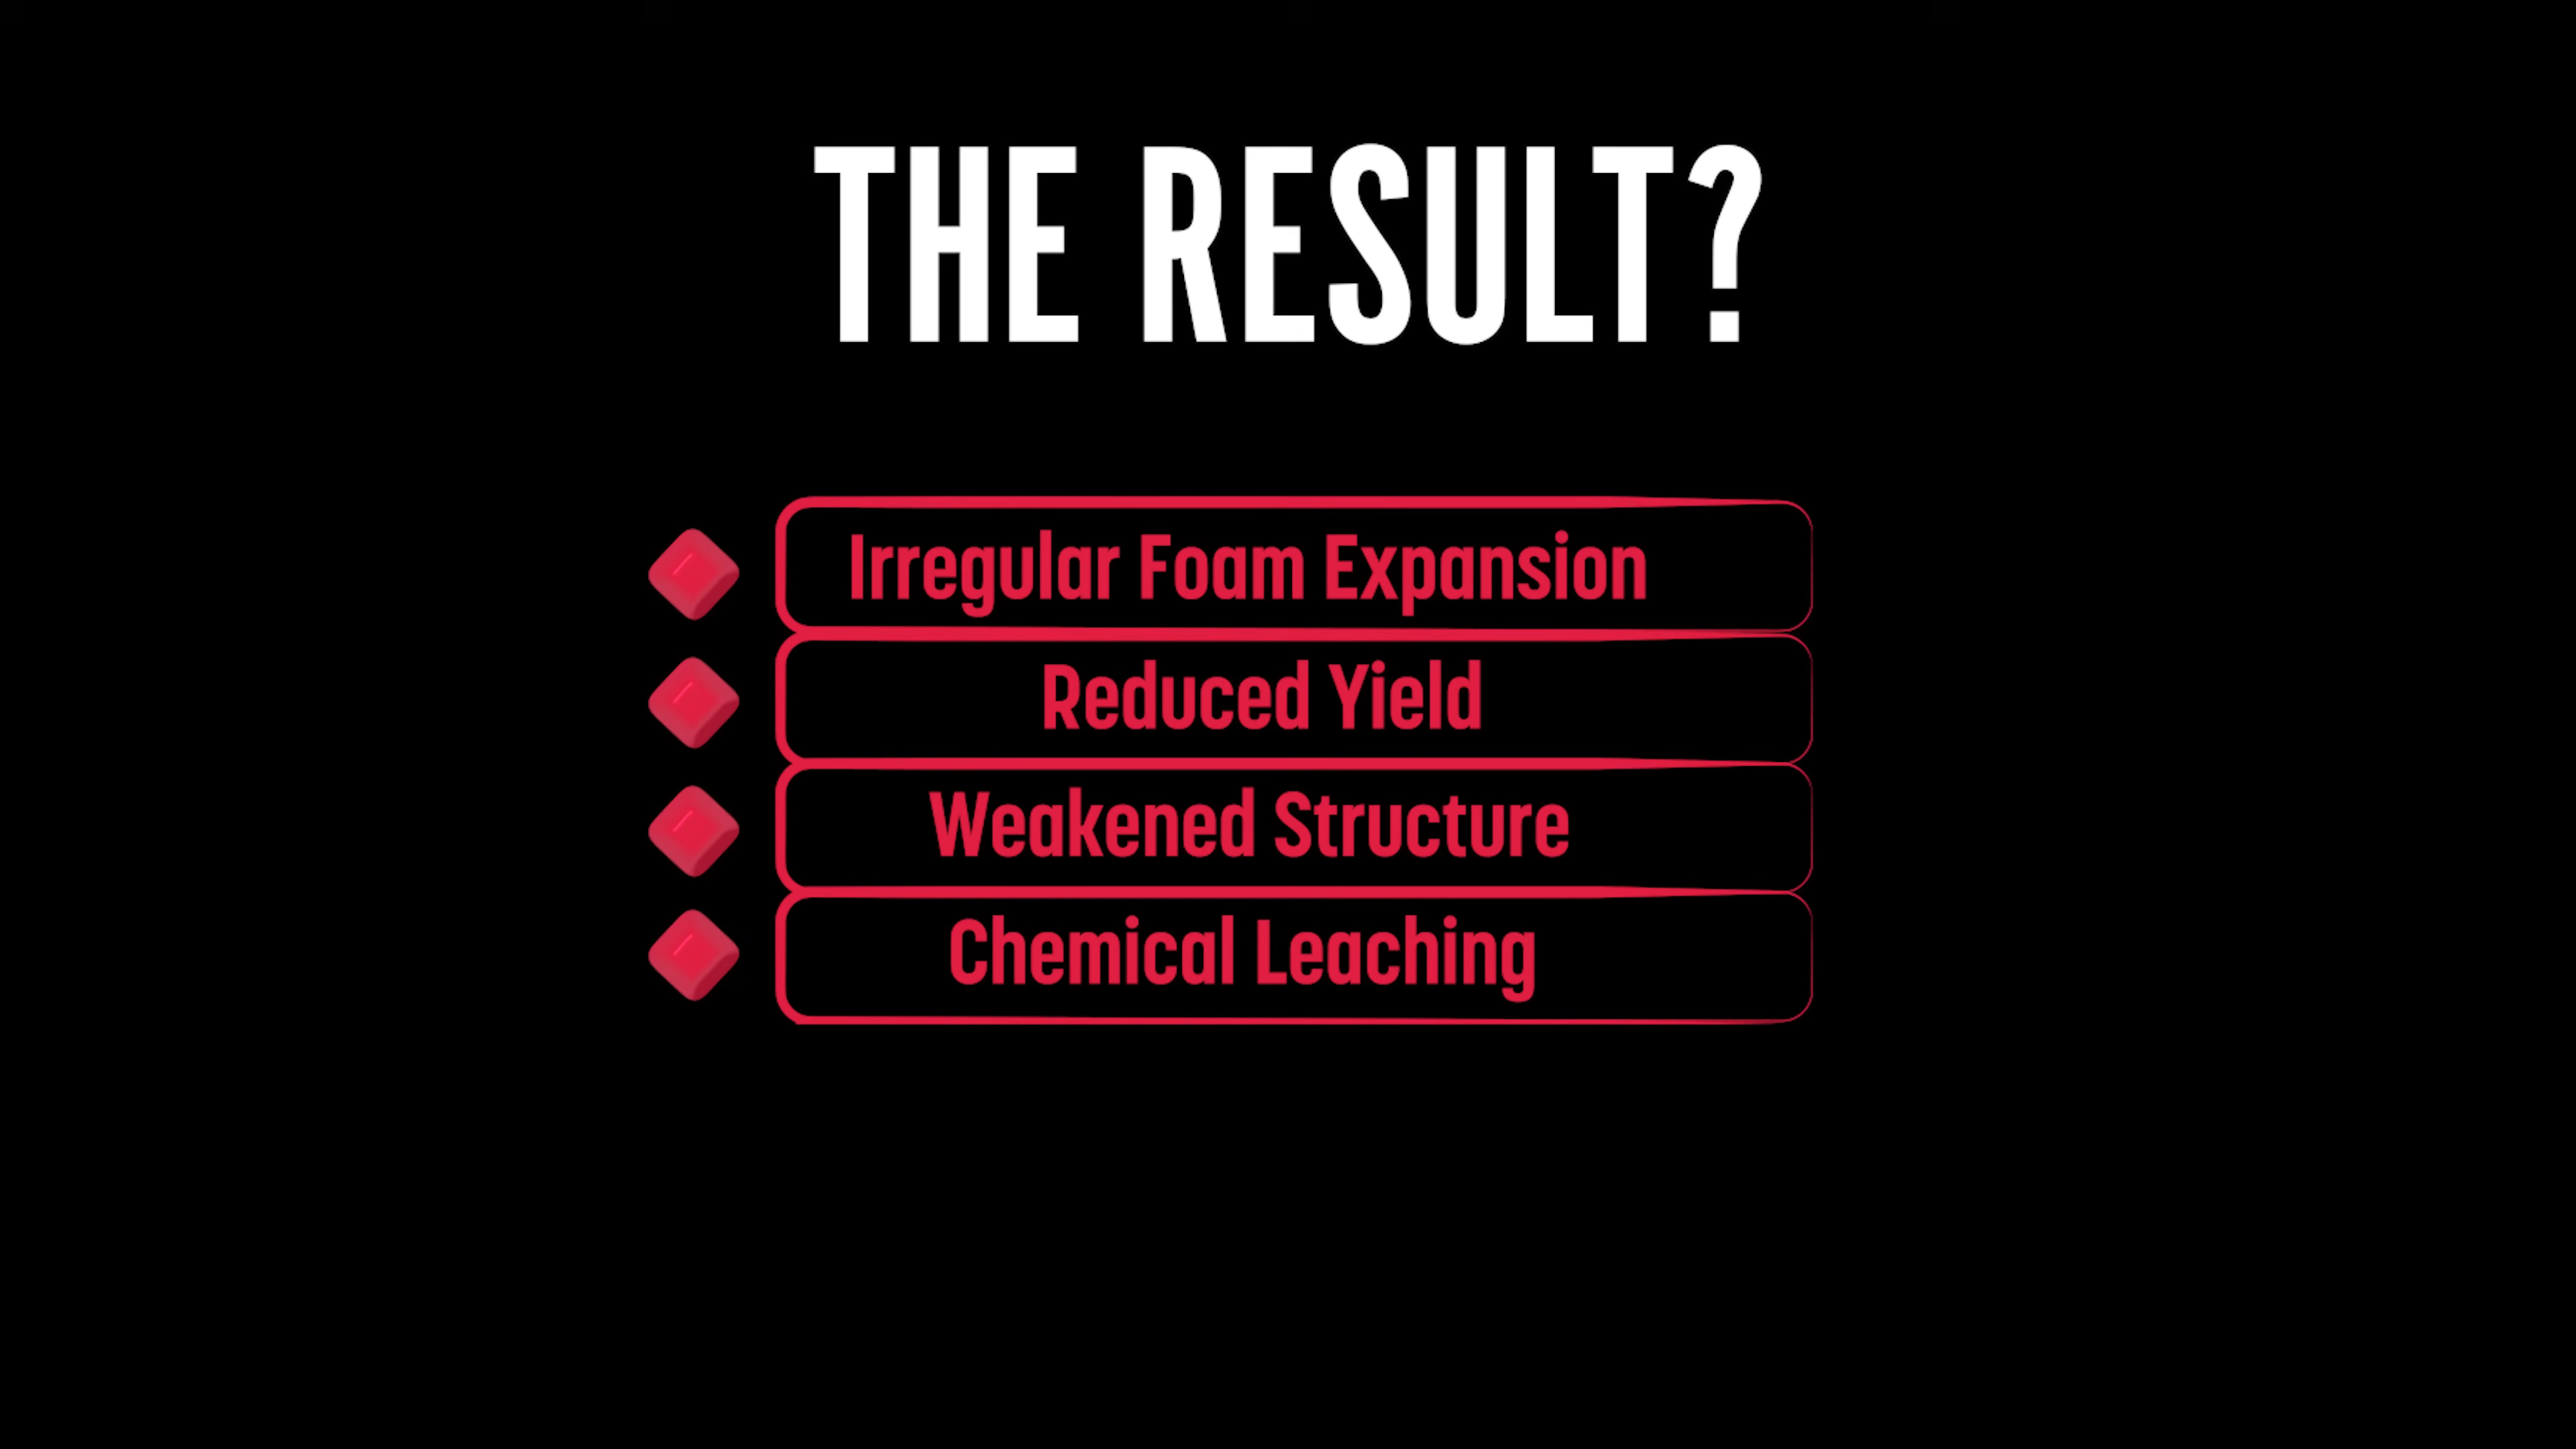 THE RESULT?
Irregular Foam Expansion
Reduced Yield
Weakened Structure
Chemical Leaching